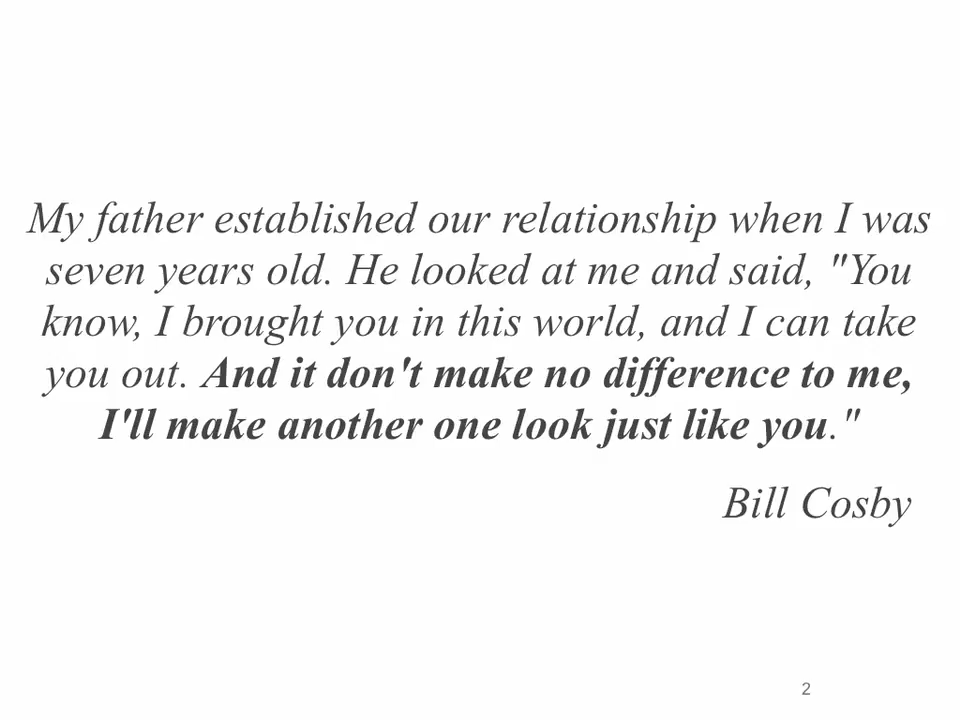 My father established our relationship when I was
seven years old. He looked at me and said, "You
know, I brought you in this world, and I can take
you out. And it don't make no difference to me,
I'll make another one look just like you."
Bill Cosby
2